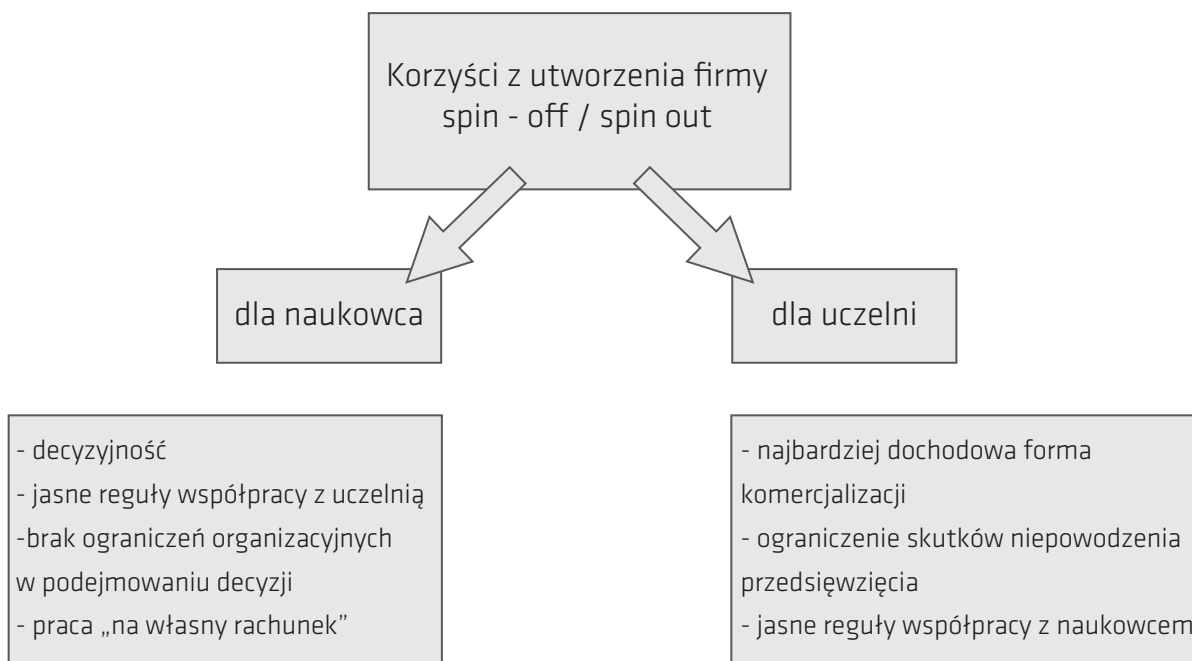 Korzyści z utworzenia firmy
spin - off / spin out
dla naukowca
dla uczelni
- decyzyjność
- jasne reguły współpracy z uczelnią
-brak ograniczeń organizacyjnych
w podejmowaniu decyzji
- praca „na własny rachunek”
- najbardziej dochodowa forma
komercjalizacji
- ograniczenie skutków niepowodzenia
przedsięwzięcia
- jasne reguły współpracy z naukowcem